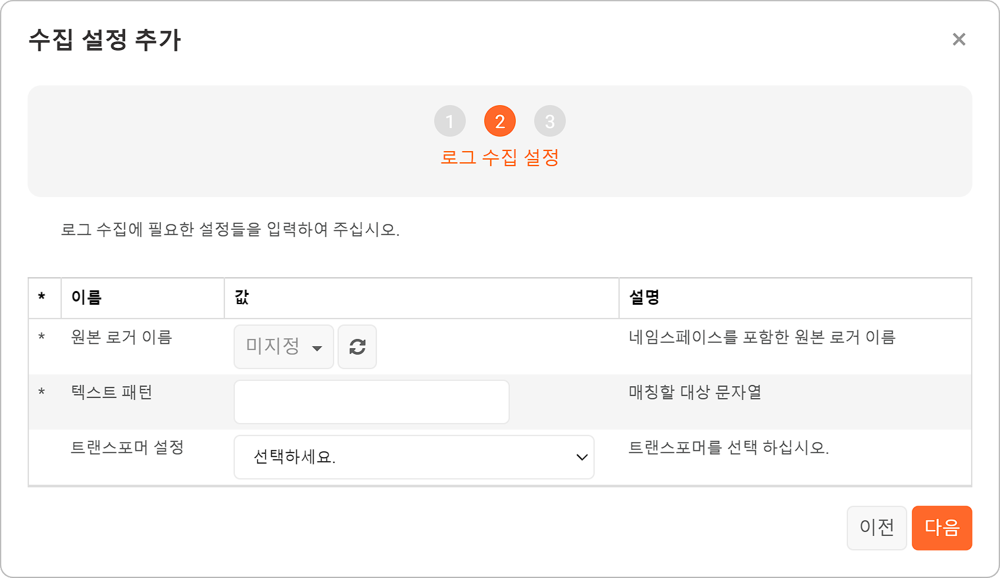 수집 설정 추가
1 2 3
로그 수집 설정
로그 수집에 필요한 설정들을 입력하여 주십시오.
* 이름 값 설명
* 원본 로거 이름 미지정 네임스페이스를 포함한 원본 로거 이름
* 텍스트 패턴 매칭할 대상 문자열
트랜스포머 설정 선택하세요. 트랜스포머를 선택 하십시오.
이전 다음